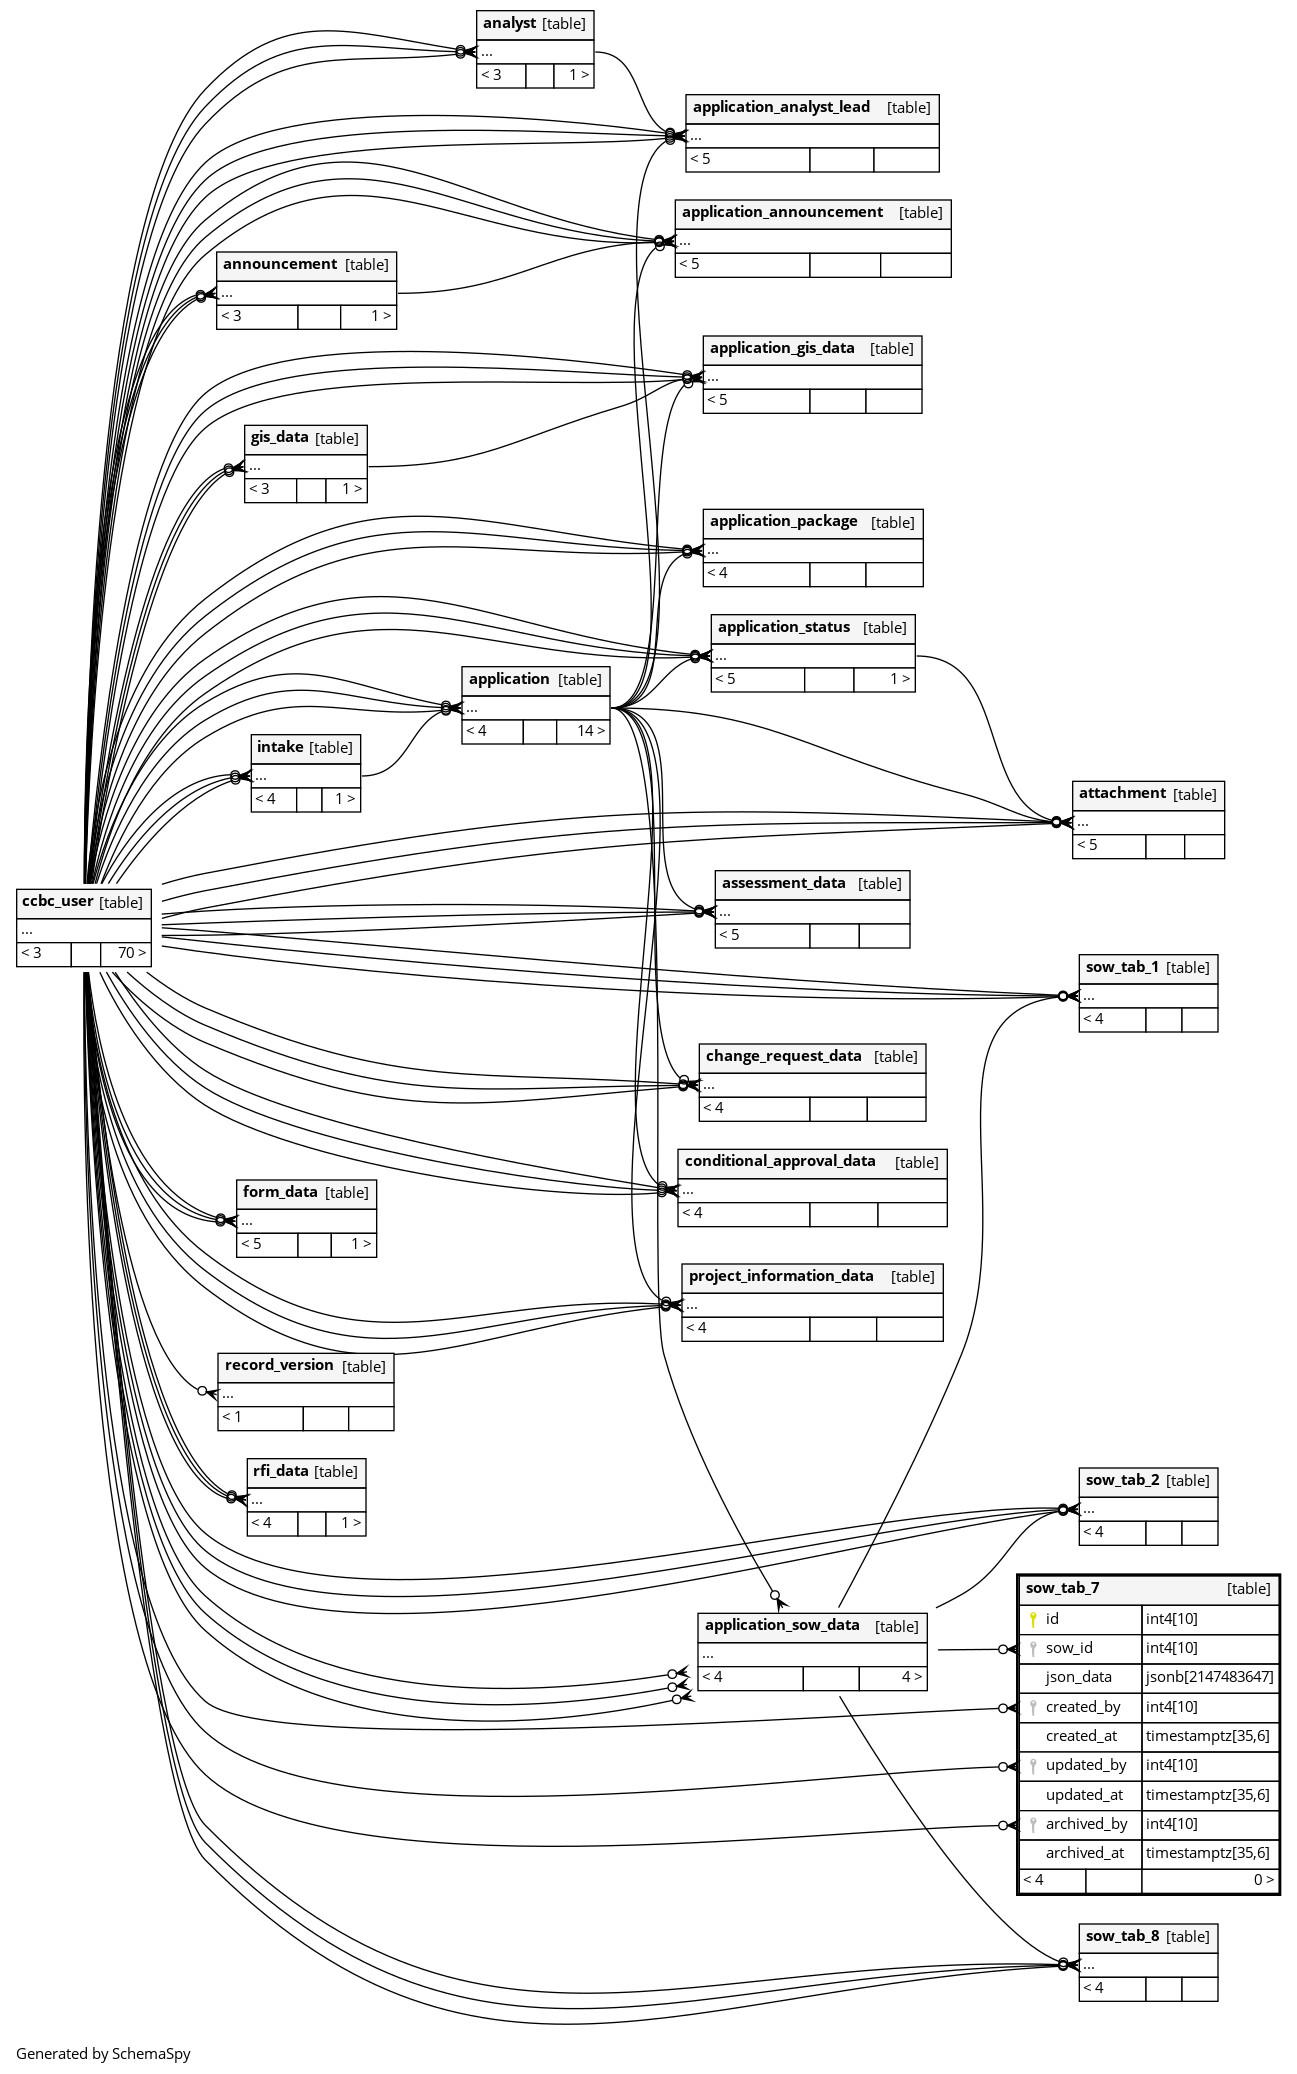 analyst [table]
...
< 3 1 >
application_analyst_lead [table]
...
< 5
application_announcement [table]
...
< 5
announcement [table]
...
< 3 1 >
application_gis_data [table]
...
< 5
gis_data [table]
...
< 3 1 >
application_package [table]
...
< 4
application_status [table]
...
< 5 1 >
application [table]
...
< 4 14 >
intake [table]
...
< 4 1 >
attachment [table]
...
< 5
ccbc_user [table]
...
< 3 70 >
assessment_data [table]
...
< 5
sow_tab_1 [table]
...
< 4
change_request_data [table]
...
< 4
conditional_approval_data [table]
...
< 4
form_data [table]
...
< 5 1 >
project_information_data [table]
...
< 4
record_version [table]
...
< 1
rfi_data [table]
...
< 4 1 >
sow_tab_2 [table]
...
< 4
application_sow_data [table]
...
< 4 4 >
sow_tab_7 [table]
id int4[10]
sow_id int4[10]
json_data jsonb[2147483647]
created_by int4[10]
created_at timestamptz[35,6]
updated_by int4[10]
updated_at timestamptz[35,6]
archived_by int4[10]
archived_at timestamptz[35,6]
< 4 0 >
sow_tab_8 [table]
...
< 4
Generated by SchemaSpy